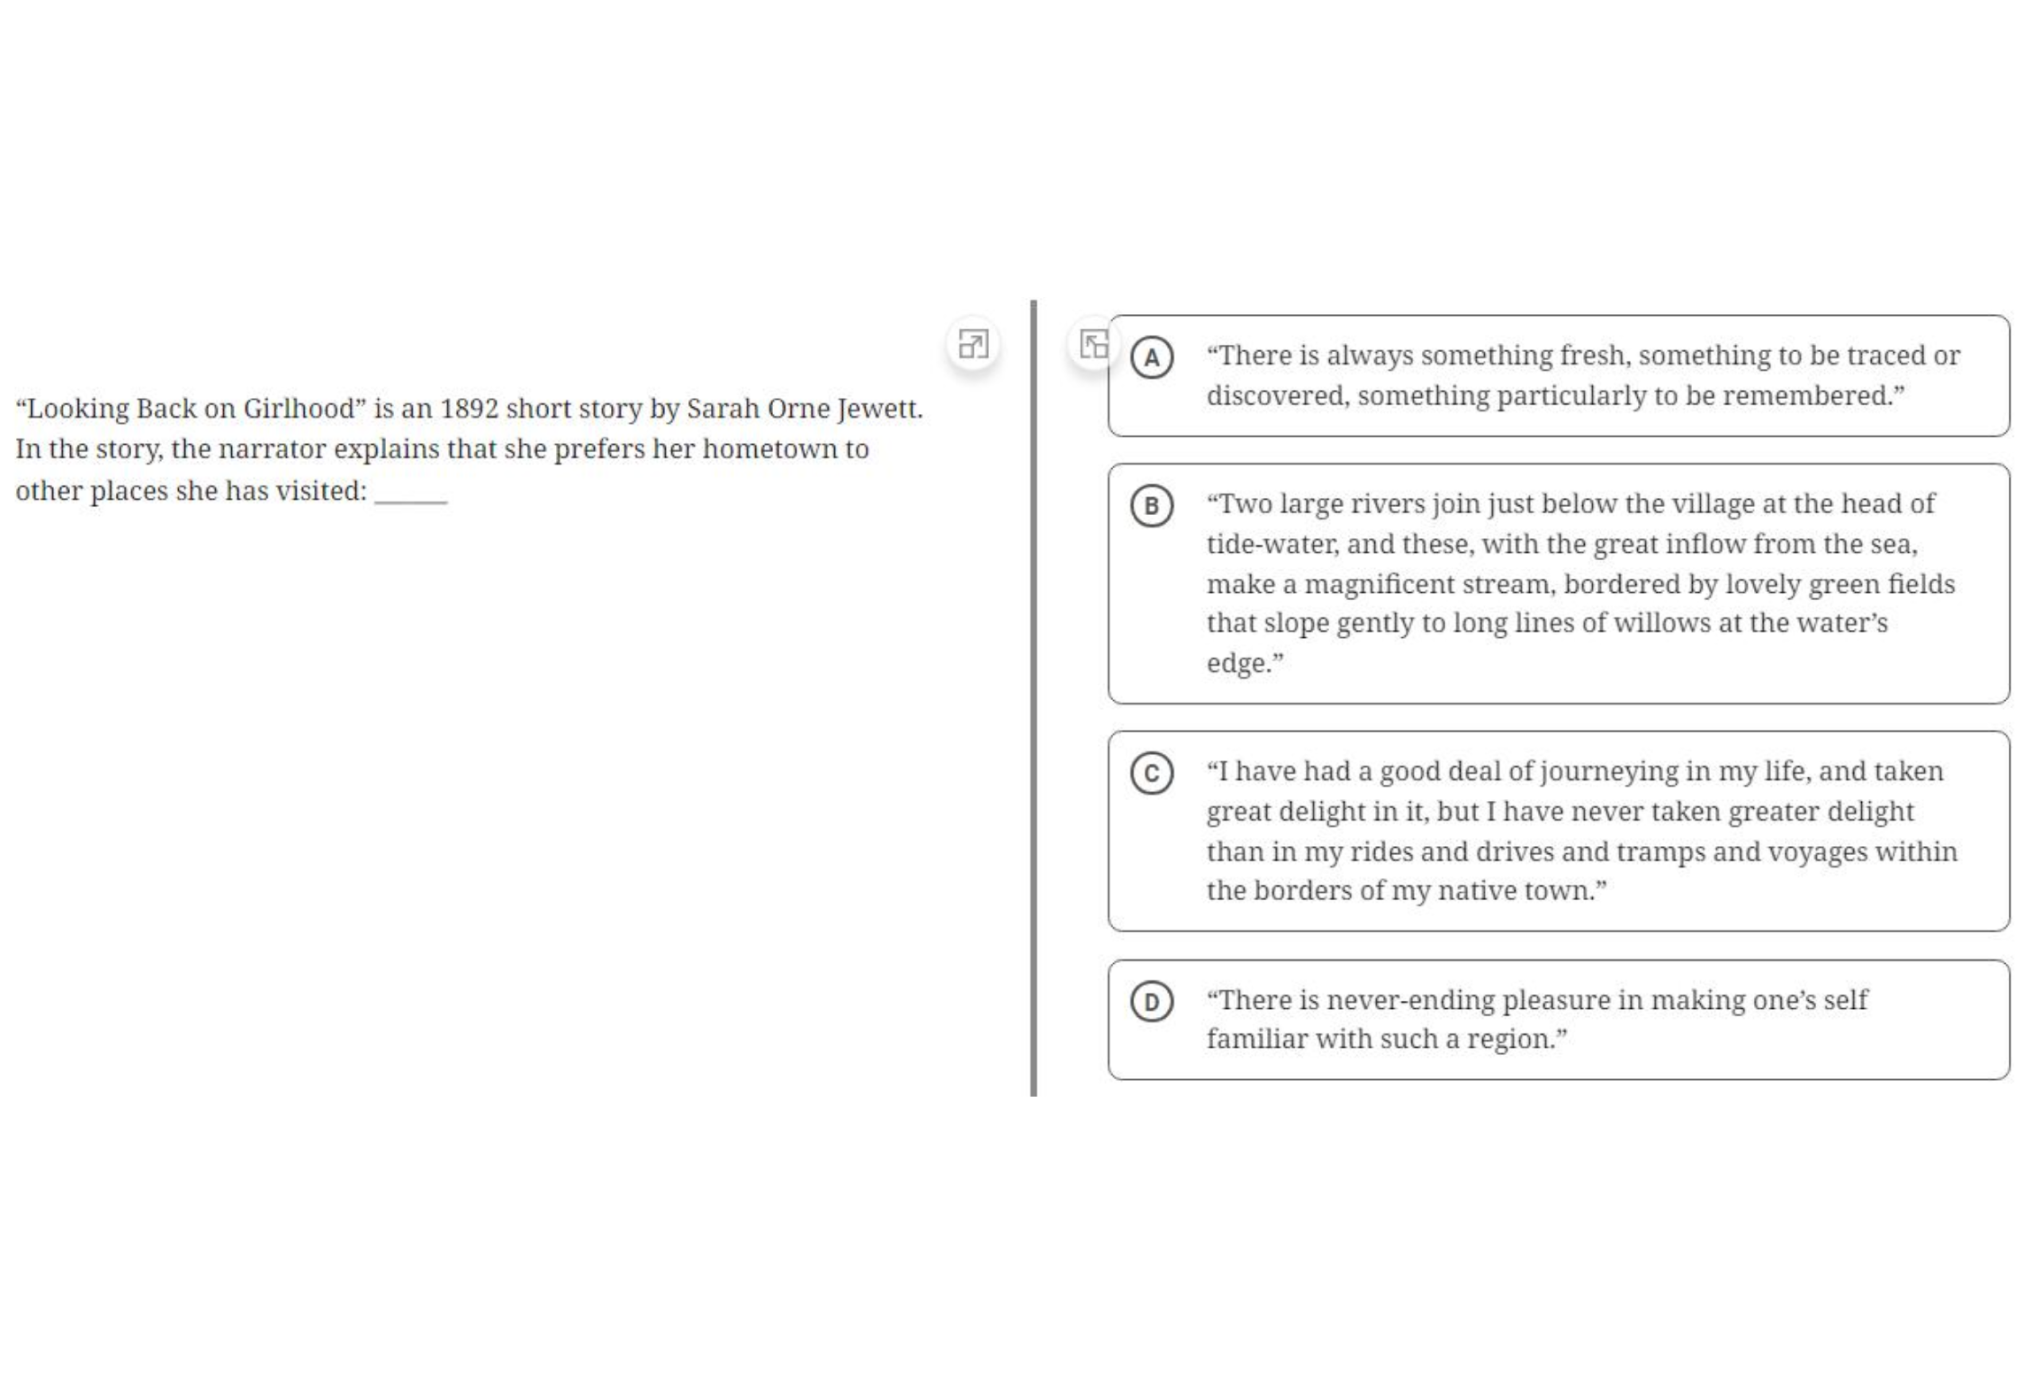 “Looking Back on Girlhood” is an 1892 short story by Sarah Orne Jewett.
In the story, the narrator explains that she prefers her hometown to
other places she has visited: ______
A “There is always something fresh, something to be traced or
discovered, something particularly to be remembered.”
B “Two large rivers join just below the village at the head of
tide-water, and these, with the great inflow from the sea,
make a magnificent stream, bordered by lovely green fields
that slope gently to long lines of willows at the water’s
edge.”
C “I have had a good deal of journeying in my life, and taken
great delight in it, but I have never taken greater delight
than in my rides and drives and tramps and voyages within
the borders of my native town.”
D “There is never-ending pleasure in making one’s self
familiar with such a region.”